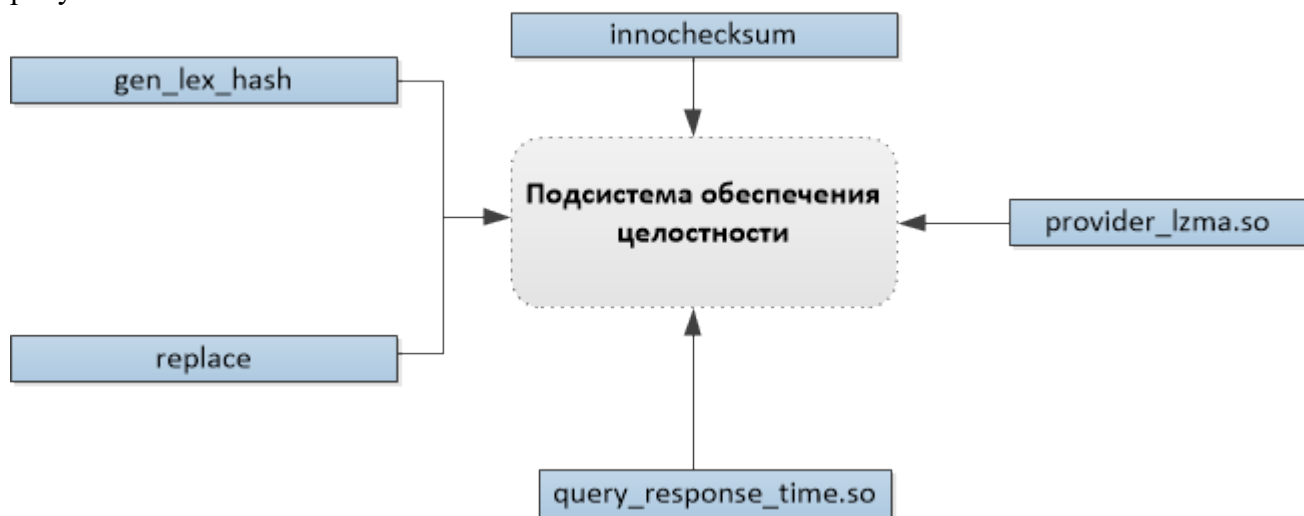 innochecksum
gen_lex_hash
Подсистема обеспечения
целостности
provider_lzma.so
replace
query_response_time.so